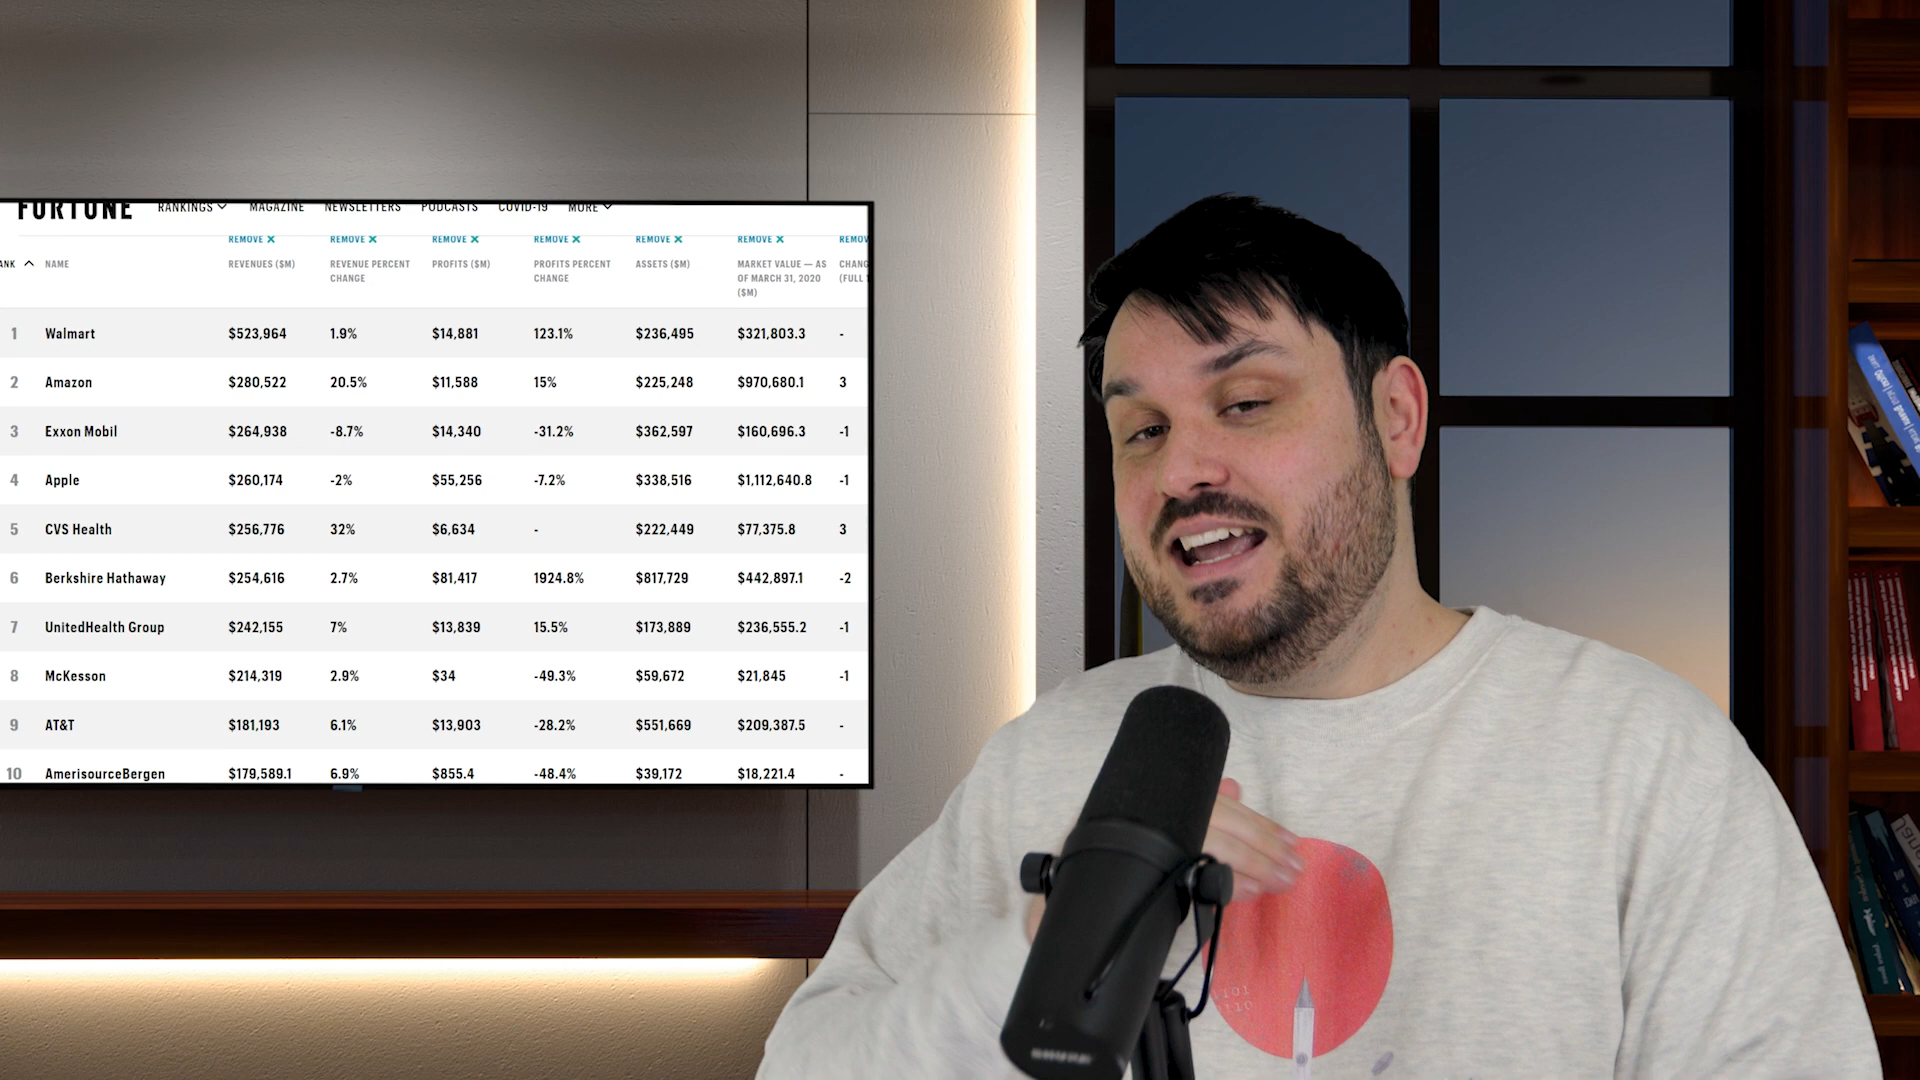 FORTUNE RANKINGS MAGAZINE NEWSLETTERS PODCASTS COVID-19 MORE
REMOVE X REMOVE X REMOVE X REMOVE X REMOVE X REMOVE X REMOV
ANK NAME REVENUES ($M) REVENUE PERCENT PROFITS ($M) PROFITS PERCENT ASSETS ($M) MARKET VALUE — AS CHANG
CHANGE CHANGE OF MARCH 31, 2020 (FULL
($M)
1 Walmart $523,964 1.9% $14,881 123.1% $236,495 $321,803.3 -
2 Amazon $280,522 20.5% $11,588 15% $225,248 $970,680.1 3
3 Exxon Mobil $264,938 -8.7% $14,340 -31.2% $362,597 $160,696.3 -1
4 Apple $260,174 -2% $55,256 -7.2% $338,516 $1,112,640.8 -1
5 CVS Health $256,776 32% $6,634 - $222,449 $77,375.8 3
6 Berkshire Hathaway $254,616 2.7% $81,417 1924.8% $817,729 $442,897.1 -2
7 UnitedHealth Group $242,155 7% $13,839 15.5% $173,889 $236,555.2 -1
8 McKesson $214,319 2.9% $34 -49.3% $59,672 $21,845 -1
9 AT&T $181,193 6.1% $13,903 -28.2% $551,669 $209,387.5 -
10 AmerisourceBergen $179,589.1 6.9% $855.4 -48.4% $39,172 $18,221.4 -
SHURE